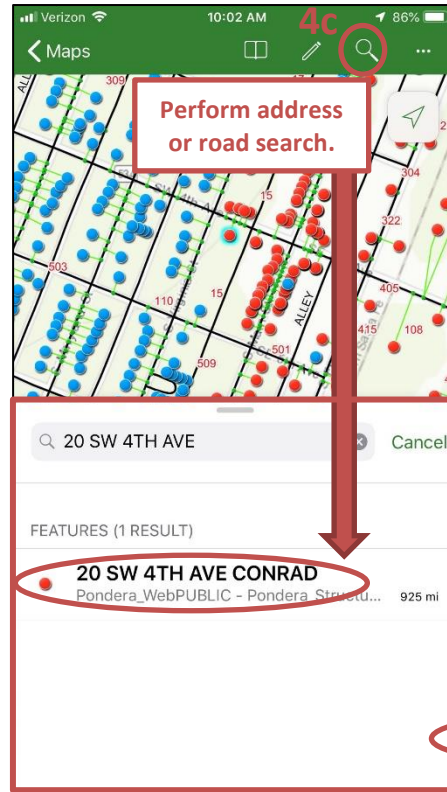 Verizon 10:02 AM 86%
4c
Maps
Perform address
or road search.
309
304
15
322
503
405
110
15
ALLEY
415
108
509
501
20 SW 4TH AVE
Cancel
FEATURES (1 RESULT)
20 SW 4TH AVE CONRAD
Pondera_WebPUBLIC - Pondera_Structu... 925 mi